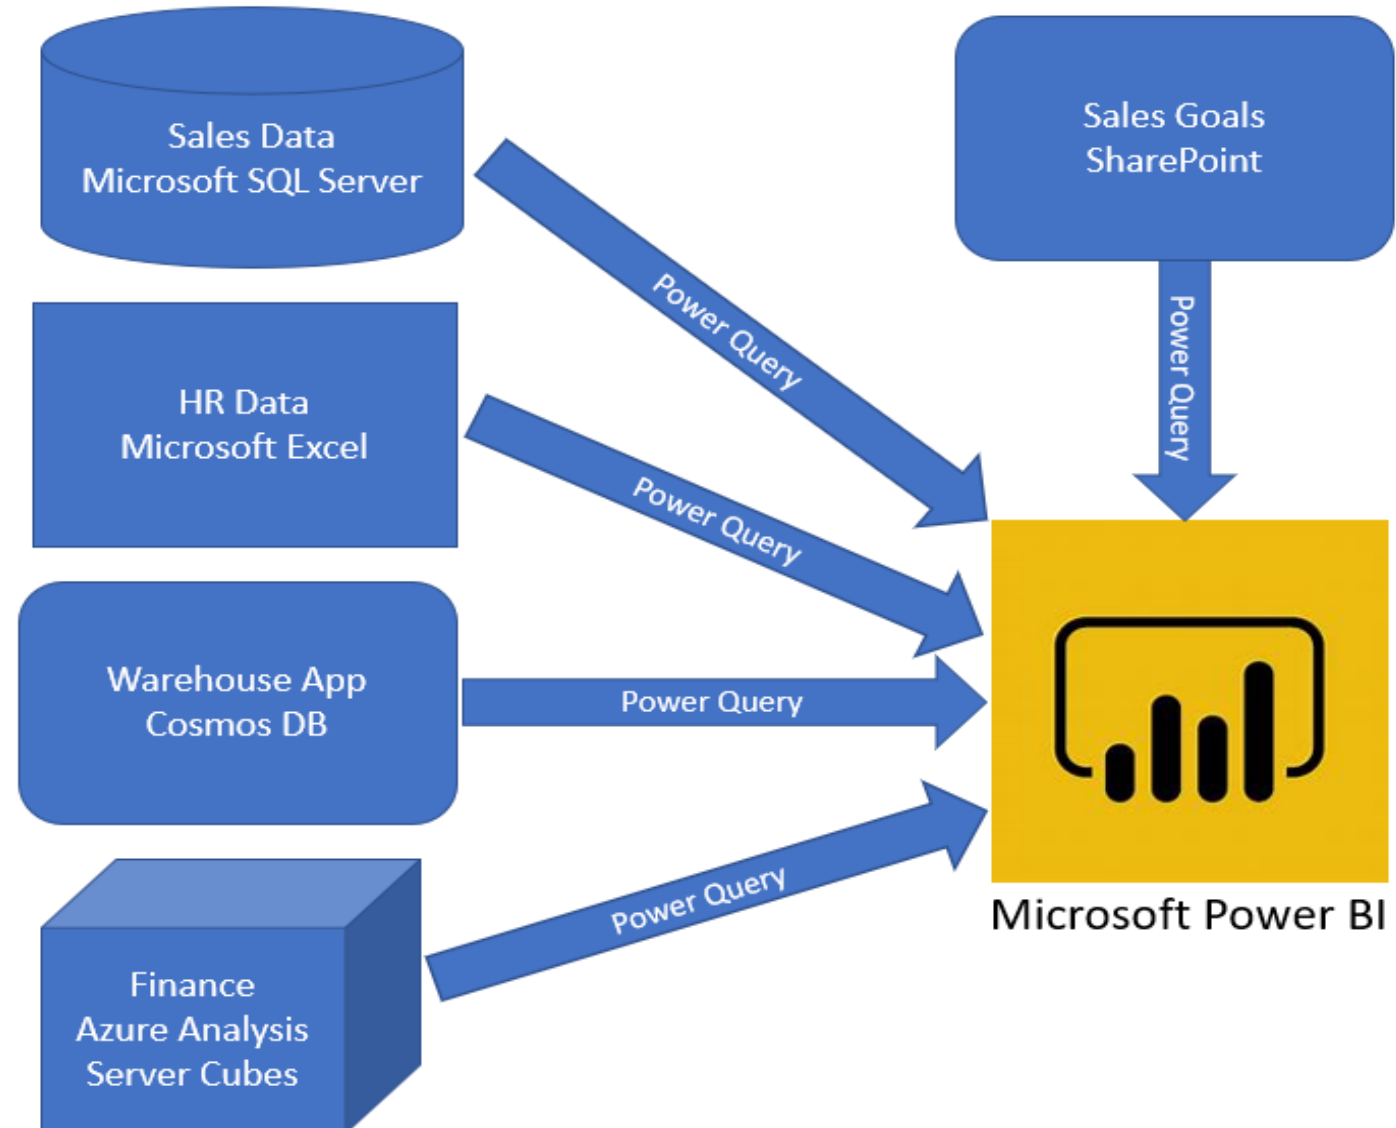 Sales Data
Microsoft SQL Server
Sales Goals
SharePoint
Power Query
Power Query
HR Data
Microsoft Excel
Power Query
Warehouse App
Cosmos DB
Power Query
Microsoft Power BI
Power Query
Finance
Azure Analysis
Server Cubes